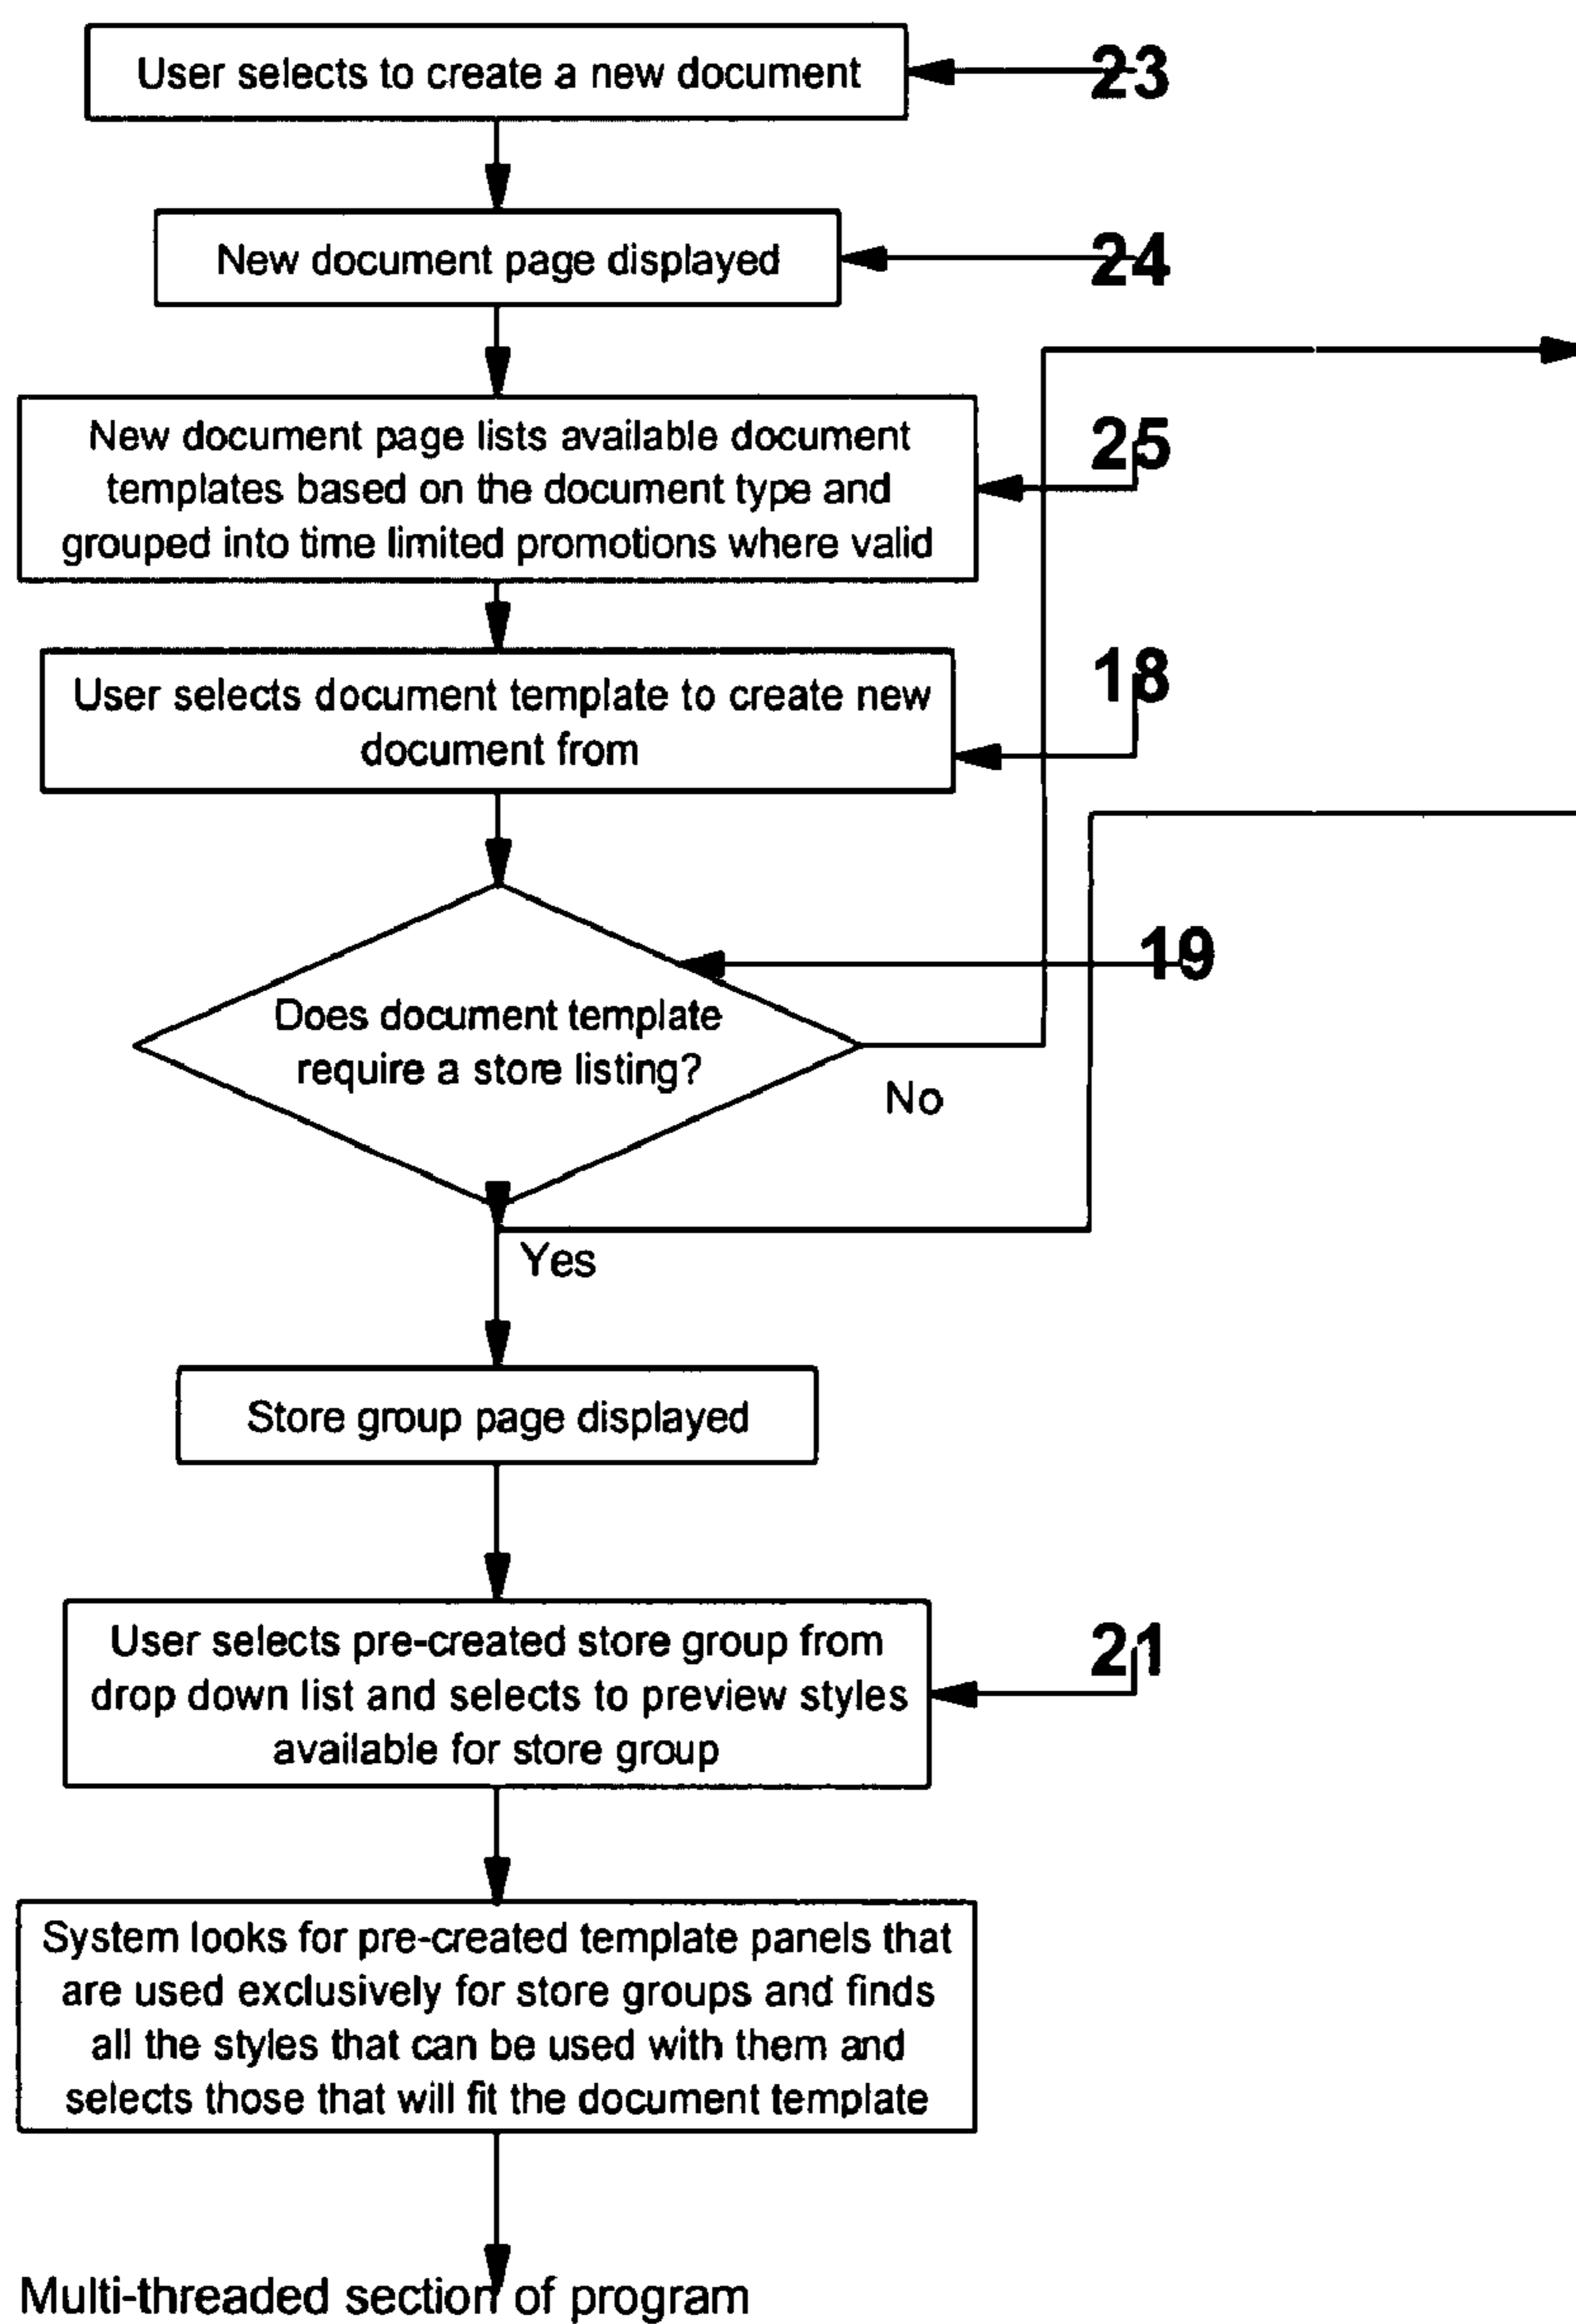 User selects to create a new document
23
New document page displayed
24
New document page lists available document
templates based on the document type and
grouped into time limited promotions where valid
25
User selects document template to create new
document from
18
19
Does document template
require a store listing?
No
Yes
Store group page displayed
User selects pre-created store group from
drop down list and selects to preview styles
available for store group
21
System looks for pre-created template panels that
are used exclusively for store groups and finds
all the styles that can be used with them and
selects those that will fit the document template
Multi-threaded section of program